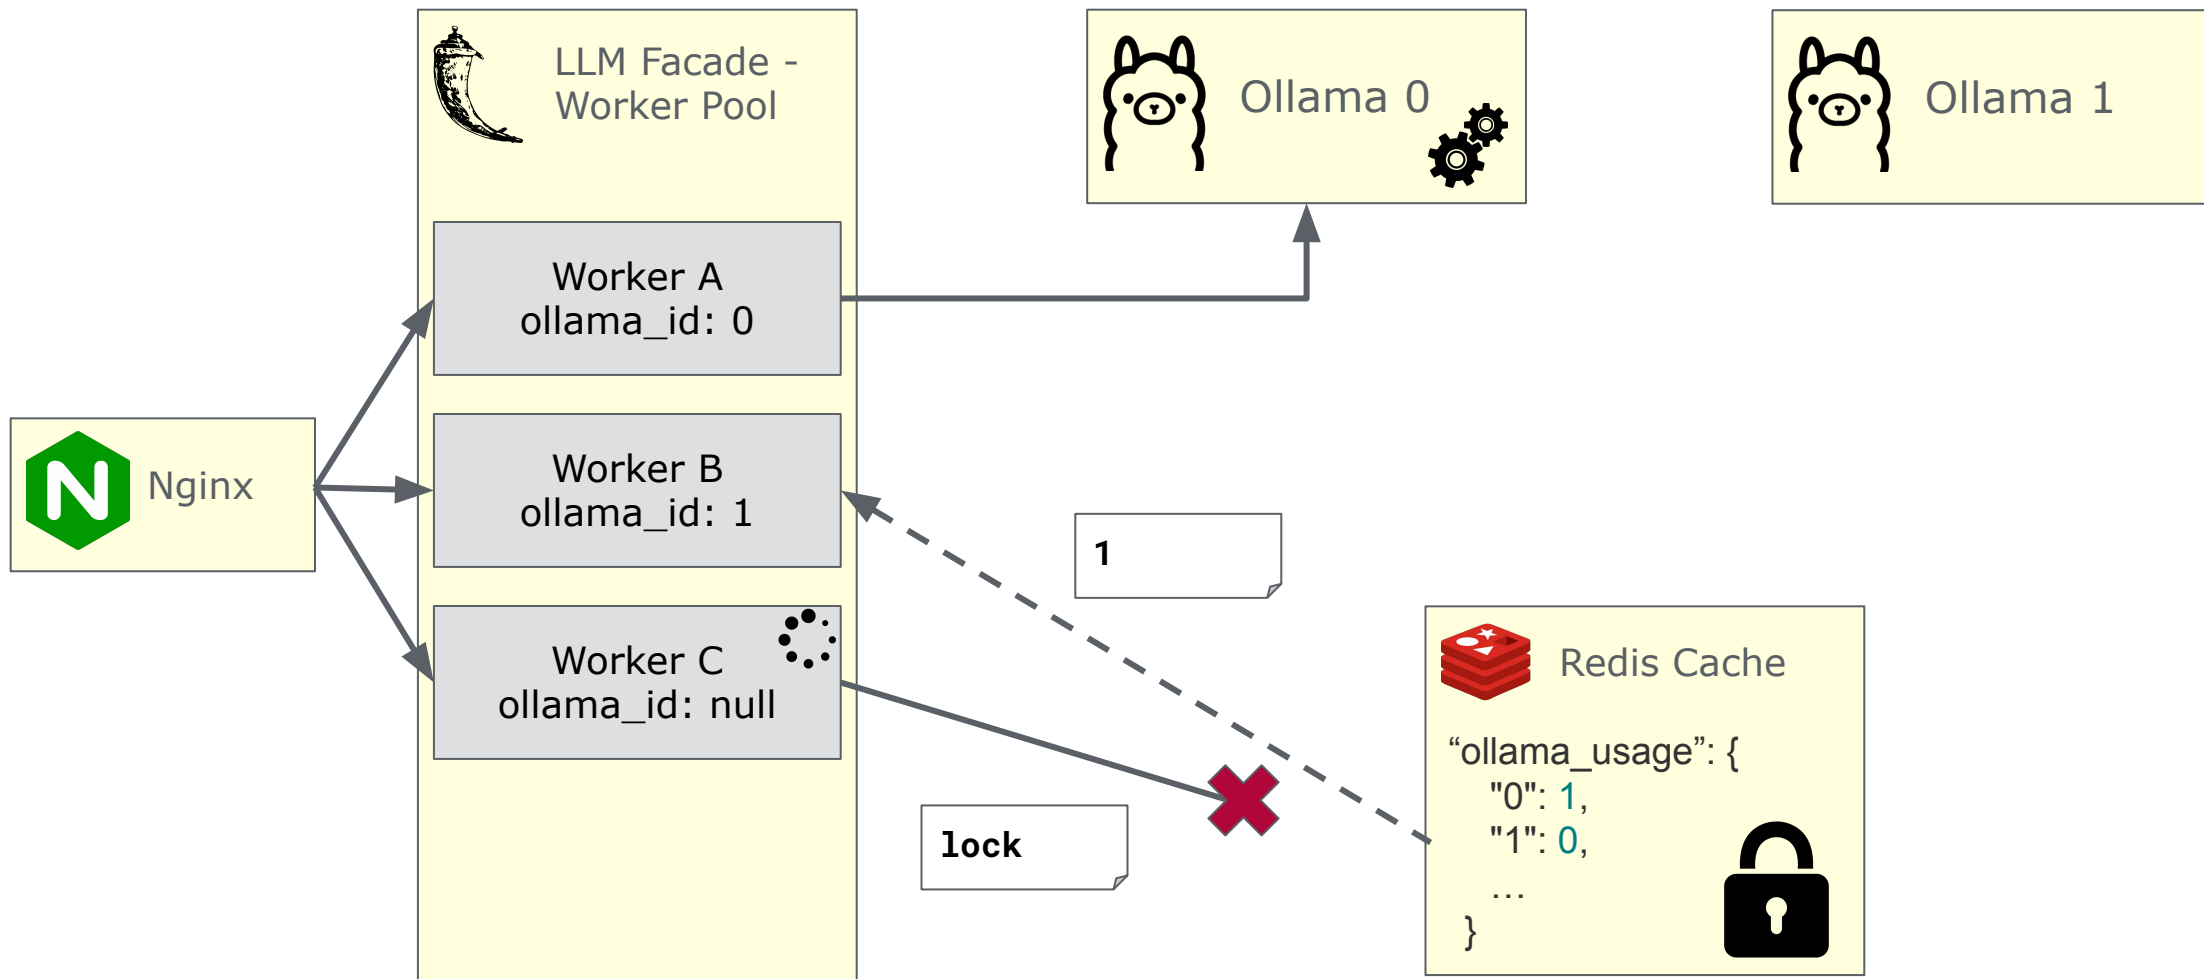 LLM Facade -
Worker Pool
Ollama 0
Ollama 1
Worker A
ollama_id: 0
Nginx
Worker B
ollama_id: 1
1
Worker C
ollama_id: null
lock
Redis Cache
“ollama_usage”: {
"0": 1,
"1": 0,
...
}